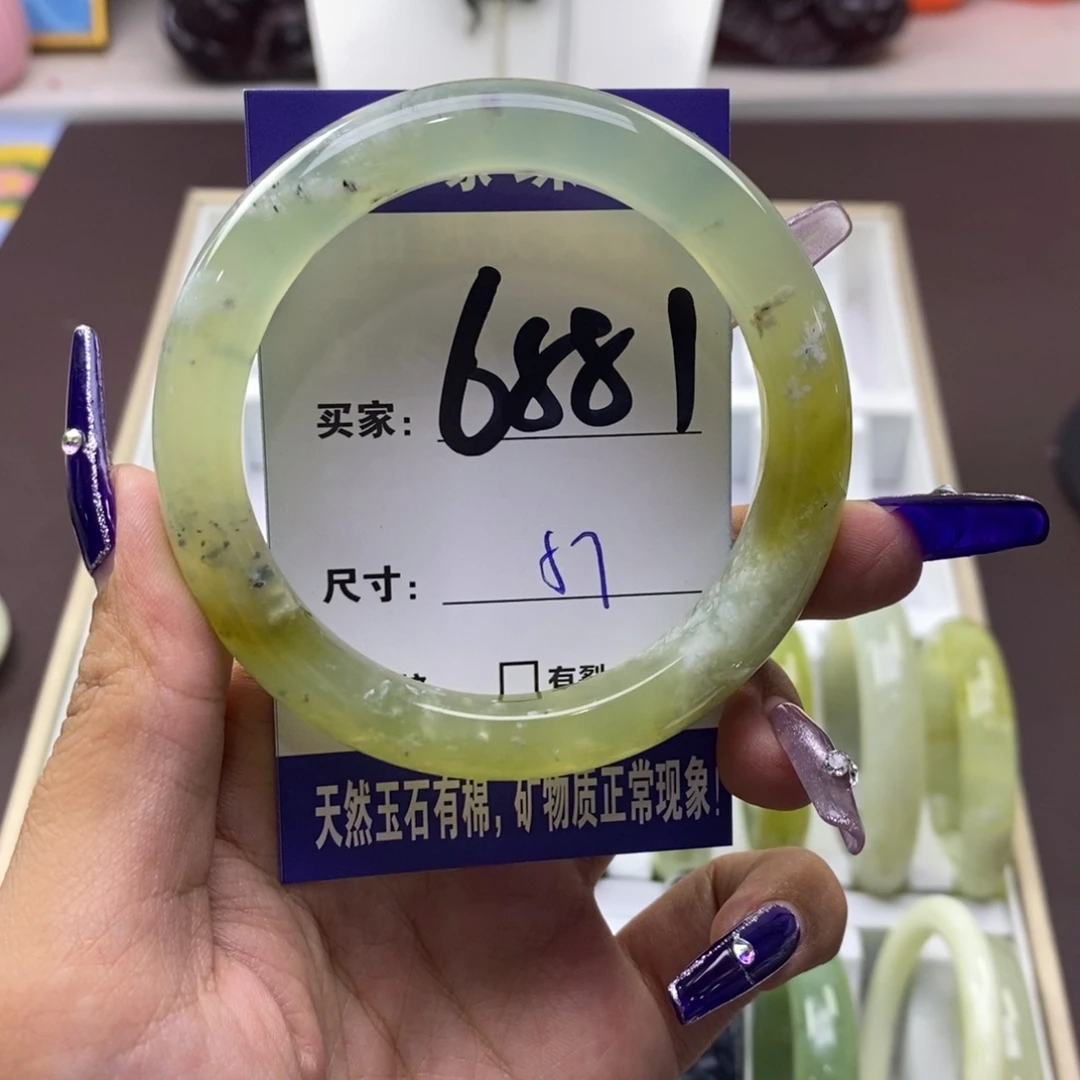 买家: 6881
尺寸: 87
□有裂
天然玉石有棉,矿物质正常现象!